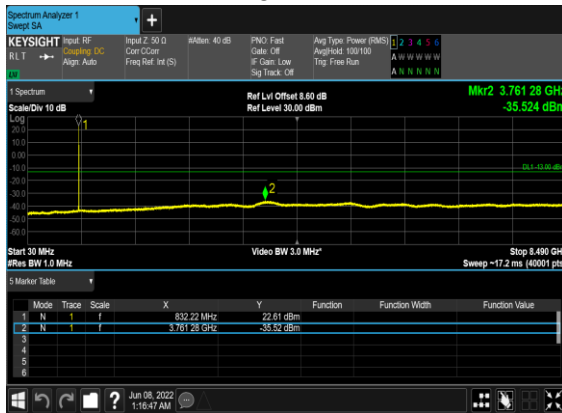 Spectrum Analyzer 1
Swept SA
KEYSIGHT Input: RF Input Z: 50 Ω #Atten: 40 dB PNO: Fast Avg Type: Power (RMS) 1 2 3 4 5 6
RLT Coupling: DC Corr CCorr Gate: Off Avg|Hold: 100/100 A W W W W W
Align: Auto Freq Ref: Int (S) IF Gain: Low Trig: Free Run
Sig Track: Off A N N N N N
1 Spectrum Ref Lvl Offset 8.60 dB Mkr2 3.761 28 GHz
Scale/Div 10 dB Ref Level 30.00 dBm -35.524 dBm
Log
20.0
1
10.0
0.00
-10.0
DL1 -13.00 dB
-20.0
-30.0
2
-40.0
-50.0
-60.0
Start 30 MHz Video BW 3.0 MHz* Stop 8.490 GH
#Res BW 1.0 MHz Sweep ~17.2 ms (40001 pts
5 Marker Table
Mode Trace Scale X Y Function Function Width Function Value
1 N 1 f 832.22 MHz 22.61 dBm
2 N 1 f 3.761 28 GHz -35.52 dBm
3
4
5
6
? Jun 08, 2022
1:16:47 AM